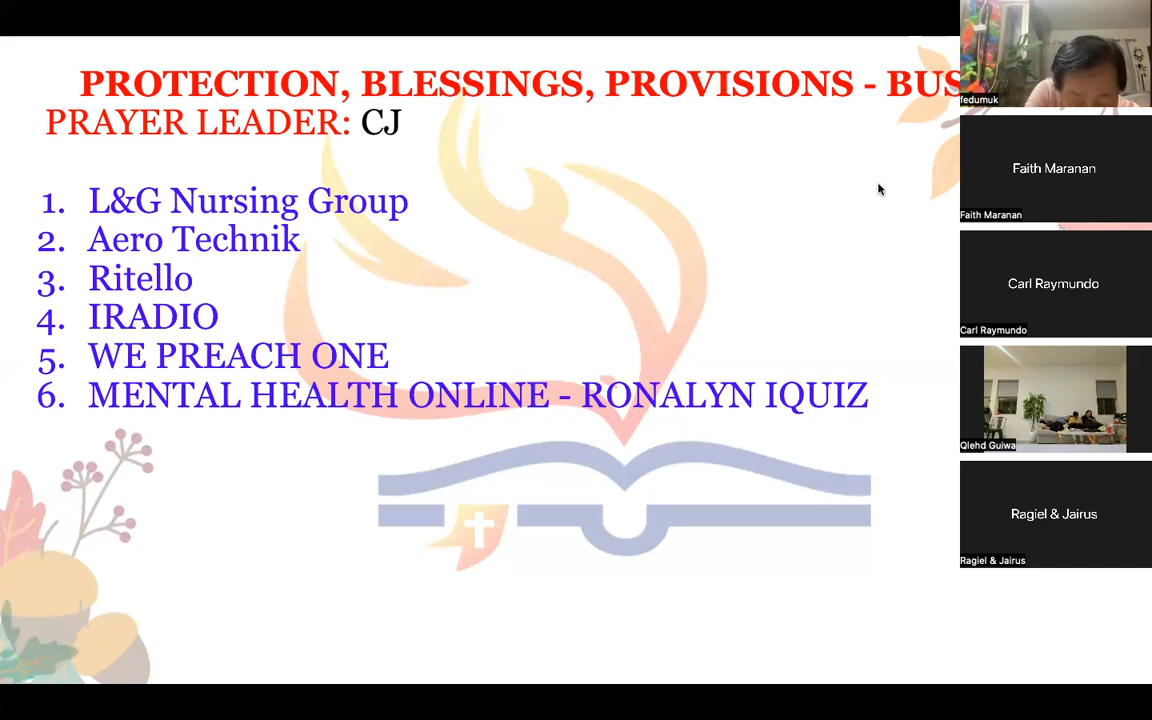 PROTECTION, BLESSINGS, PROVISIONS - BUS
PRAYER LEADER: CJ
1. L&G Nursing Group
2. Aero Technik
3. Ritello
4. IRADIO
5. WE PREACH ONE
6. MENTAL HEALTH ONLINE - RONALYN IQUIZ
fedumuk
Faith Maranan
Faith Maranan
Carl Raymundo
Carl Raymundo
Qlehd Guiwa
Ragiel & Jairus
Ragiel & Jairus